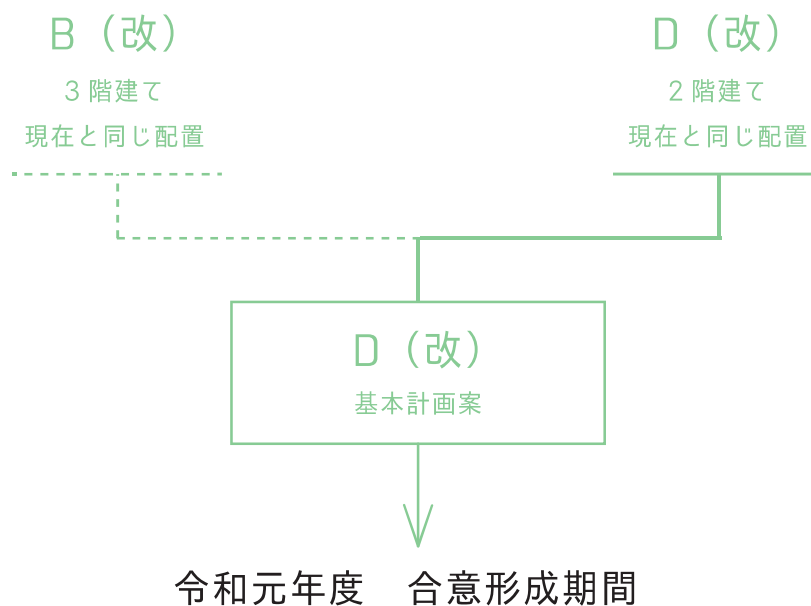 B（改）
3階建て
現在と同じ配置
D（改）
2階建て
現在と同じ配置
D（改）
基本計画案
令和元年度　合意形成期間